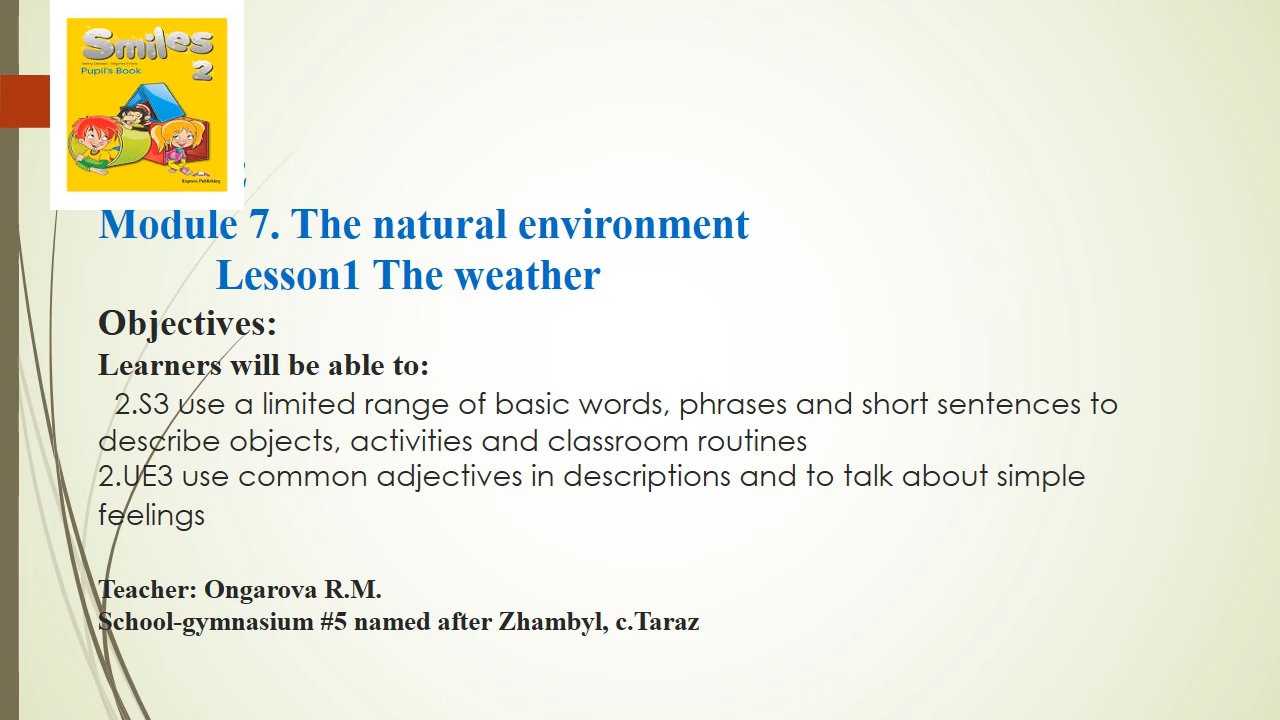 Smiles
2
Pupil's Book
Express Publishing
Module 7. The natural environment
Lesson1 The weather
Objectives:
Learners will be able to:
2.S3 use a limited range of basic words, phrases and short sentences to
describe objects, activities and classroom routines
2.UE3 use common adjectives in descriptions and to talk about simple
feelings
Teacher: Ongarova R.M.
School-gymnasium #5 named after Zhambyl, c.Taraz